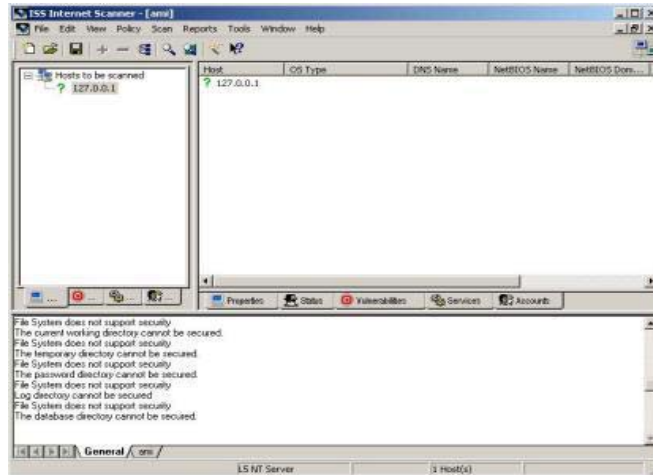 ISS Internet Scanner - [ami]
File Edit View Policy Scan Reports Tools Window Help
Hosts to be scanned
127.0.0.1
Host OS Type DNS Name NetBIOS Name NetBIOS Dom...
127.0.0.1
Properties Status Vulnerabilities Services Accounts
File System does not support security
The current working directory cannot be secured.
File System does not support security
The temporary directory cannot be secured.
File System does not support security
The password directory cannot be secured.
File System does not support security
Log directory cannot be secured
File System does not support security
The database directory cannot be secured.
General ami
L5 NT Server 1 Host(s)